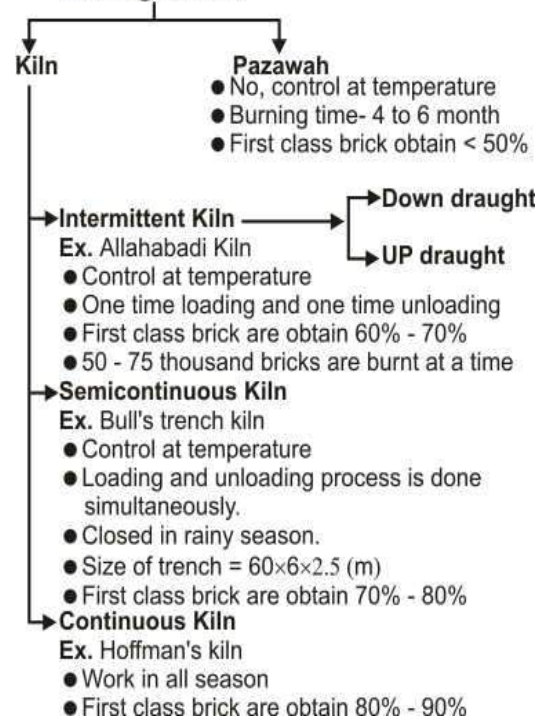 Kiln
Pazawah
● No, control at temperature
● Burning time- 4 to 6 month
● First class brick obtain < 50%
Intermittent Kiln
Down draught
UP draught
Ex. Allahabadi Kiln
● Control at temperature
● One time loading and one time unloading
● First class brick are obtain 60% - 70%
● 50 - 75 thousand bricks are burnt at a time
Semicontinuous Kiln
Ex. Bull's trench kiln
● Control at temperature
● Loading and unloading process is done
simultaneously.
● Closed in rainy season.
● Size of trench = 60×6×2.5 (m)
● First class brick are obtain 70% - 80%
Continuous Kiln
Ex. Hoffman's kiln
● Work in all season
● First class brick are obtain 80% - 90%